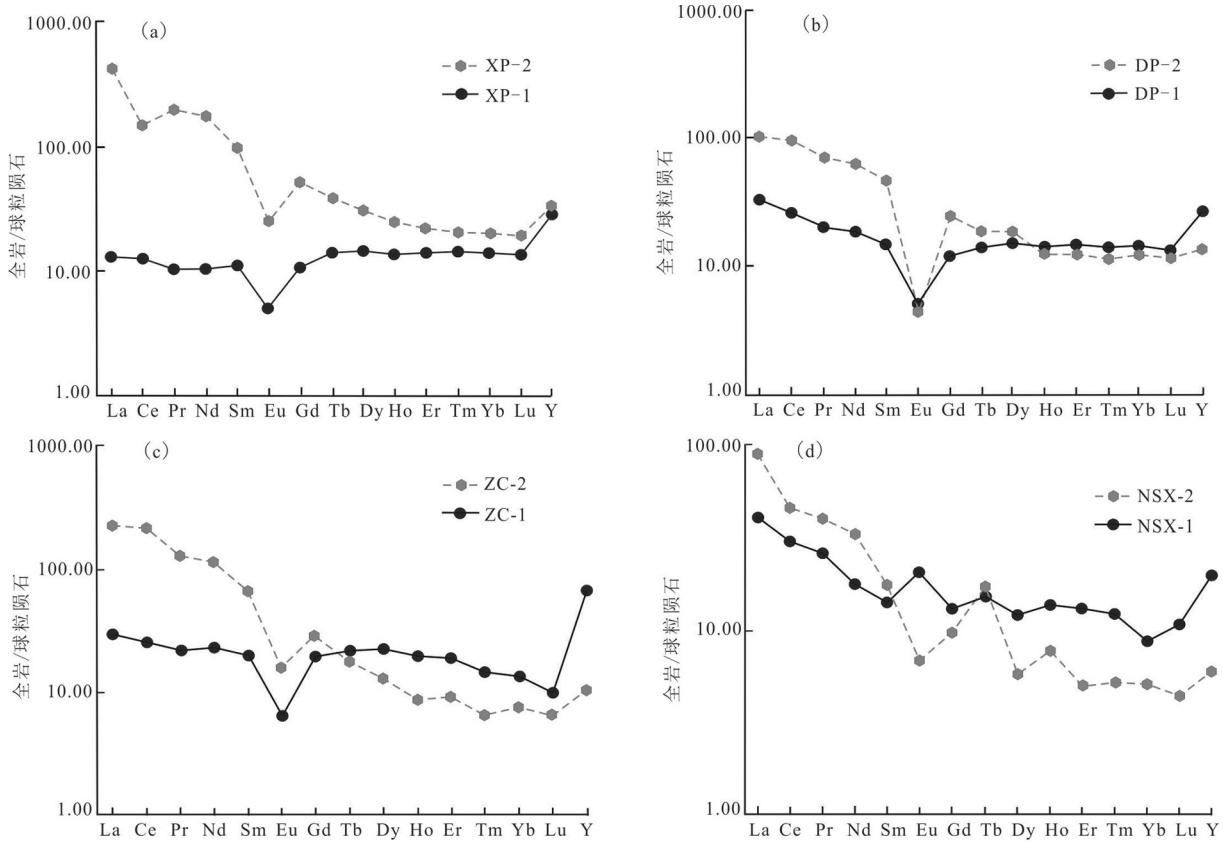 (a)
1000.00
100.00
10.00
1.00
全岩/球粒陨石
XP-2
XP-1
La Ce Pr Nd Sm Eu Gd Tb Dy Ho Er Tm Yb Lu Y
(b)
1000.00
100.00
10.00
1.00
全岩/球粒陨石
DP-2
DP-1
La Ce Pr Nd Sm Eu Gd Tb Dy Ho Er Tm Yb Lu Y
(c)
1000.00
100.00
10.00
1.00
全岩/球粒陨石
ZC-2
ZC-1
La Ce Pr Nd Sm Eu Gd Tb Dy Ho Er Tm Yb Lu Y
(d)
100.00
10.00
1.00
全岩/球粒陨石
NSX-2
NSX-1
La Ce Pr Nd Sm Eu Gd Tb Dy Ho Er Tm Yb Lu Y